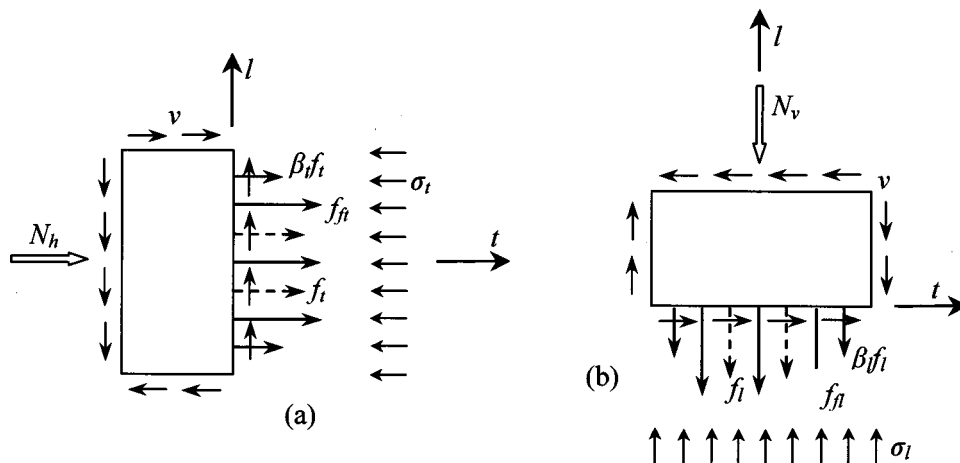 l
v
β_t f_t
σ_t
f_ft
N_h
t
f_t
(a)
l
N_v
v
t
β_l f_l
f_l
f_fl
(b)
σ_l